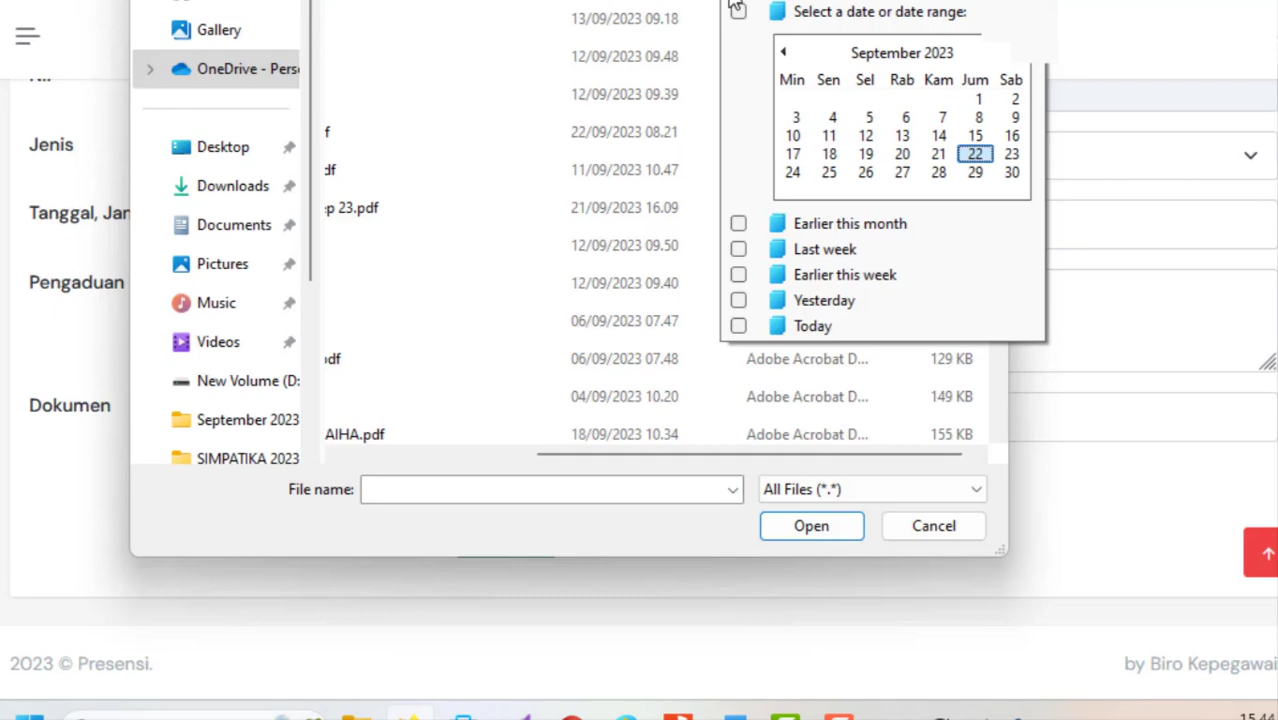 Gallery
OneDrive - Perso
Desktop
Downloads
Documents
Pictures
Music
Videos
New Volume (D:
September 2023
SIMPATIKA 2023
13/09/2023 09.18
12/09/2023 09.48
12/09/2023 09.39
f 22/09/2023 08.21
df 11/09/2023 10.47
ep 23.pdf 21/09/2023 16.09
12/09/2023 09.50
12/09/2023 09.40
06/09/2023 07.47
pdf 06/09/2023 07.48 Adobe Acrobat D... 129 KB
04/09/2023 10.20 Adobe Acrobat D... 149 KB
AIHA.pdf 18/09/2023 10.34 Adobe Acrobat D... 155 KB
Select a date or date range:
September 2023
Min Sen Sel Rab Kam Jum Sab
1 2
3 4 5 6 7 8 9
10 11 12 13 14 15 16
17 18 19 20 21 22 23
24 25 26 27 28 29 30
Earlier this month
Last week
Earlier this week
Yesterday
Today
File name: All Files (*.*)
Open Cancel
Jenis
Tanggal, Jan
Pengaduan
Dokumen
2023 © Presensi.
by Biro Kepegawai
15.44